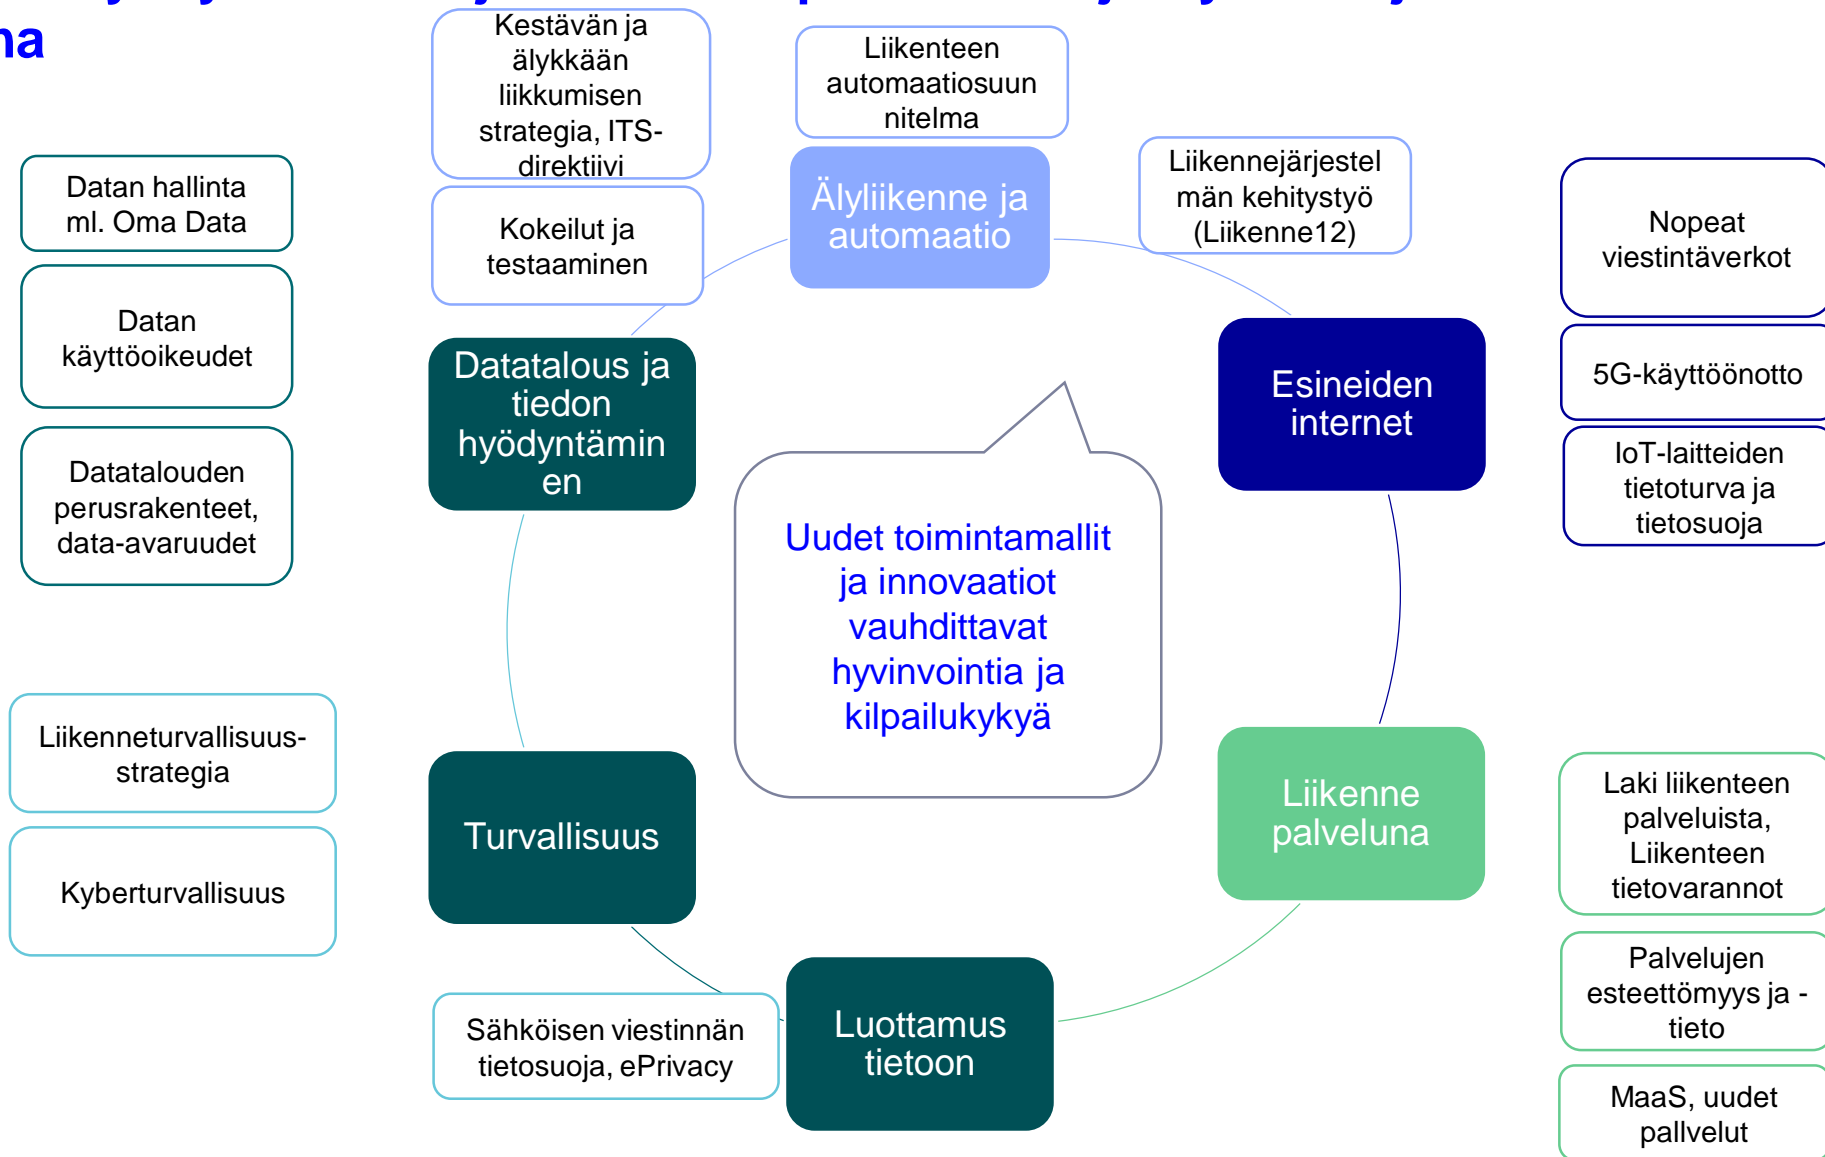 na
Kestävän ja
älykkään
liikkumisen
strategia, ITS-
direktiivi
Liikenteen
automaatiosuun
nitelma
Liikennejärjestel
män kehitystyö
(Liikenne12)
Kokeilut ja
testaaminen
Älyliikenne ja
automaatio
Datan hallinta
ml. Oma Data
Datan
käyttöoikeudet
Datatalouden
perusrakenteet,
data-avaruudet
Datatalous ja
tiedon
hyödyntämin
en
Esineiden
internet
Nopeat
viestintäverkot
5G-käyttöönotto
IoT-laitteiden
tietoturva ja
tietosuoja
Uudet toimintamallit
ja innovaatiot
vauhdittavat
hyvinvointia ja
kilpailukykyä
Liikenneturvallisuus-
strategia
Kyberturvallisuus
Turvallisuus
Liikenne
palveluna
Laki liikenteen
palveluista,
Liikenteen
tietovarannot
Palvelujen
esteettömyys ja -
tieto
MaaS, uudet
pallvelut
Sähköisen viestinnän
tietosuoja, ePrivacy
Luottamus
tietoon